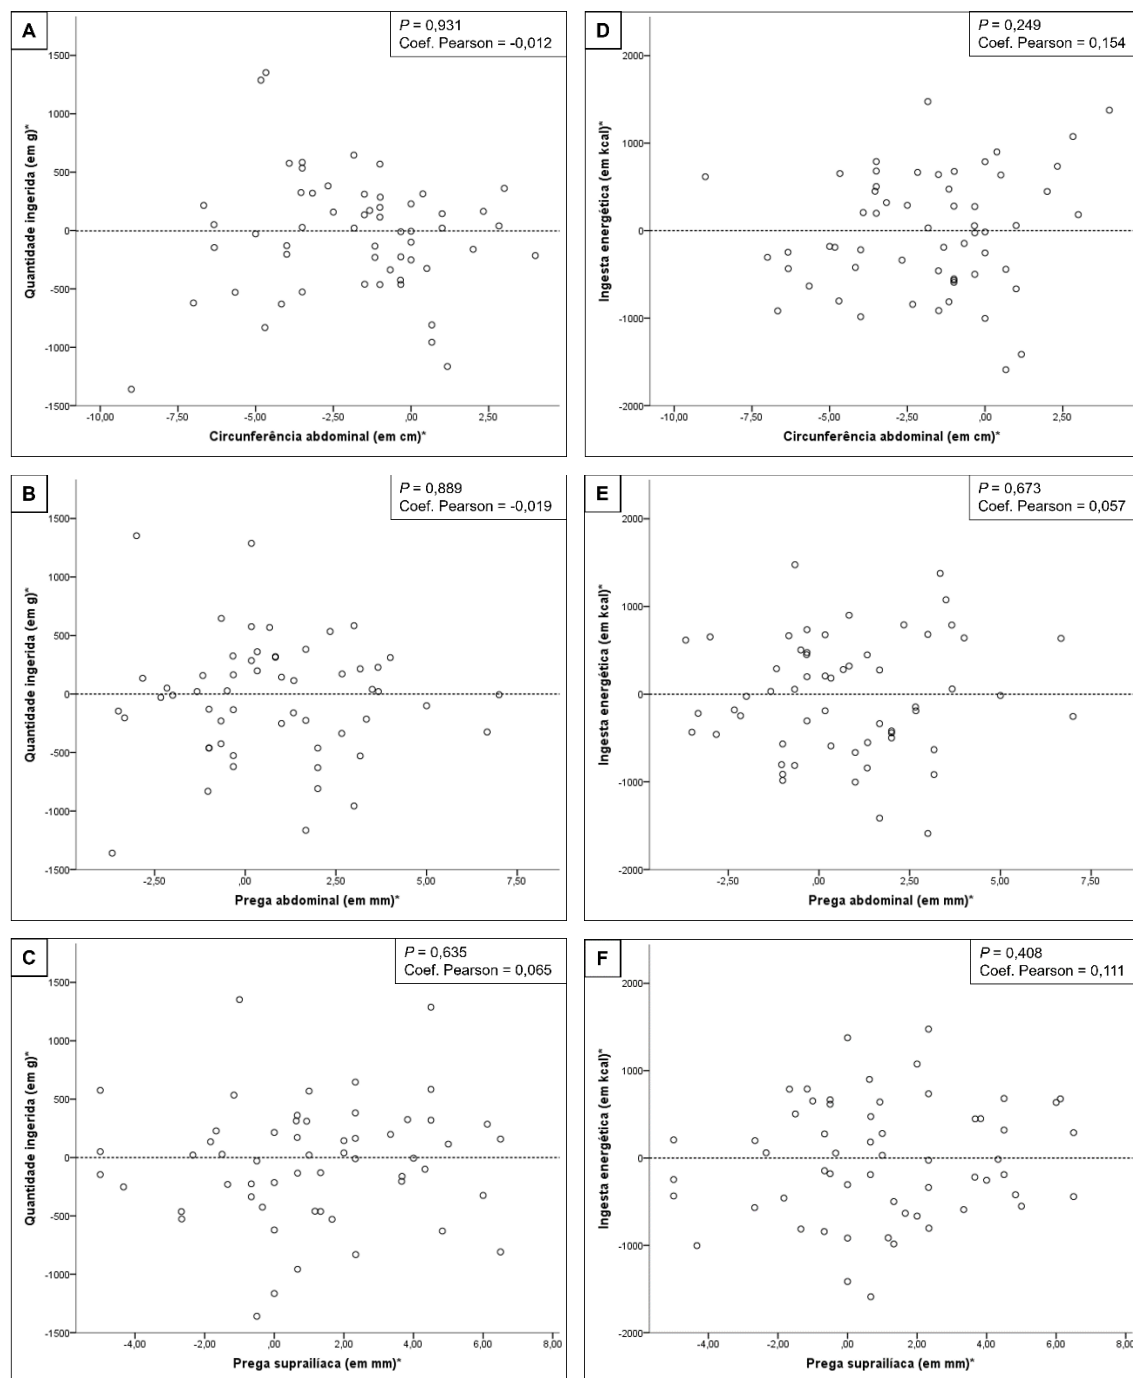 A
P = 0,931
Coef. Pearson = -0,012
1500
1000
500
0
-500
-1000
-1500
Quantidade ingerida (em g)*
-10,00 -7,50 -5,00 -2,50 ,00 2,50
Circunferência abdominal (em cm)*
D
P = 0,249
Coef. Pearson = 0,154
2000
1000
0
-1000
-2000
Ingesta energética (em kcal)*
-10,00 -7,50 -5,00 -2,50 ,00 2,50
Circunferência abdominal (em cm)*
B
P = 0,889
Coef. Pearson = -0,019
1500
1000
500
0
-500
-1000
-1500
Quantidade ingerida (em g)*
-2,50 ,00 2,50 5,00 7,50
Prega abdominal (em mm)*
E
P = 0,673
Coef. Pearson = 0,057
2000
1000
0
-1000
-2000
Ingesta energética (em kcal)*
-2,50 ,00 2,50 5,00 7,50
Prega abdominal (em mm)*
C
P = 0,635
Coef. Pearson = 0,065
1500
1000
500
0
-500
-1000
-1500
Quantidade ingerida (em g)*
-4,00 -2,00 ,00 2,00 4,00 6,00 8,00
Prega suprailíaca (em mm)*
F
P = 0,408
Coef. Pearson = 0,111
2000
1000
0
-1000
-2000
Ingesta energética (em kcal)*
-4,00 -2,00 ,00 2,00 4,00 6,00 8,00
Prega suprailíaca (em mm)*